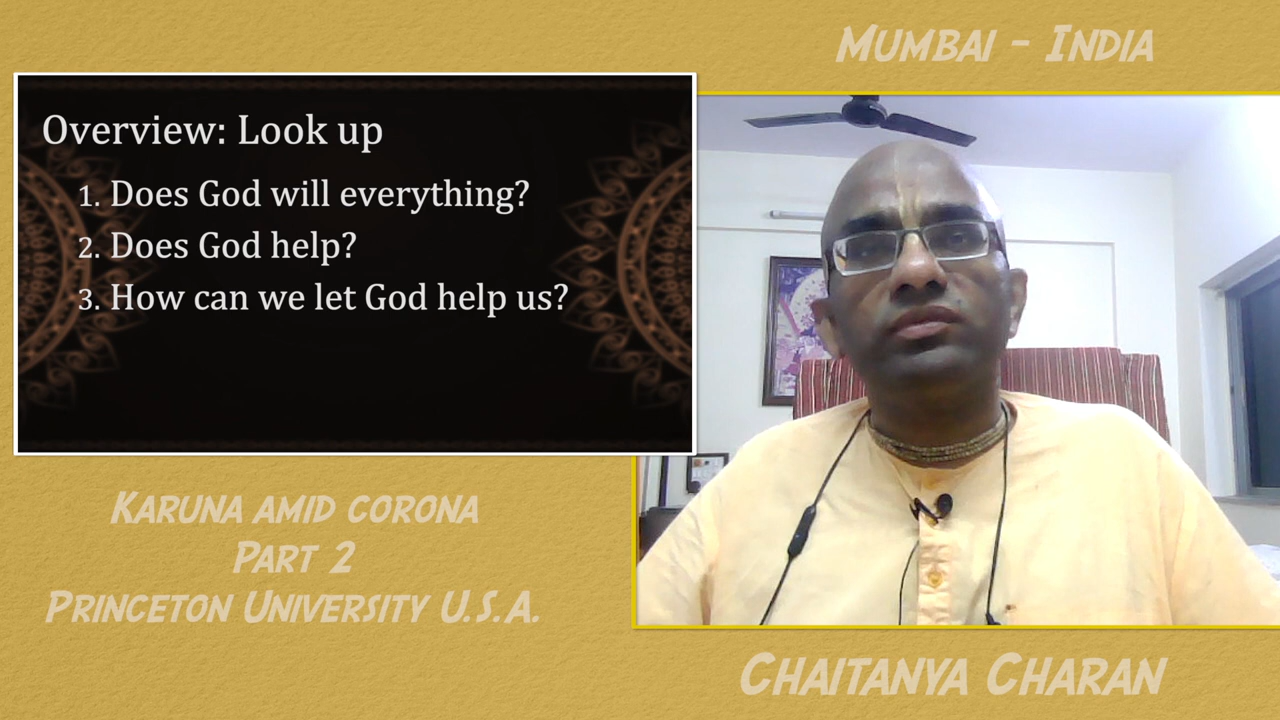 Mumbai - India
Overview: Look up
1. Does God will everything?
2. Does God help?
3. How can we let God help us?
Karuna amid corona
Part 2
Princeton University U.S.A.
Chaitanya Charan